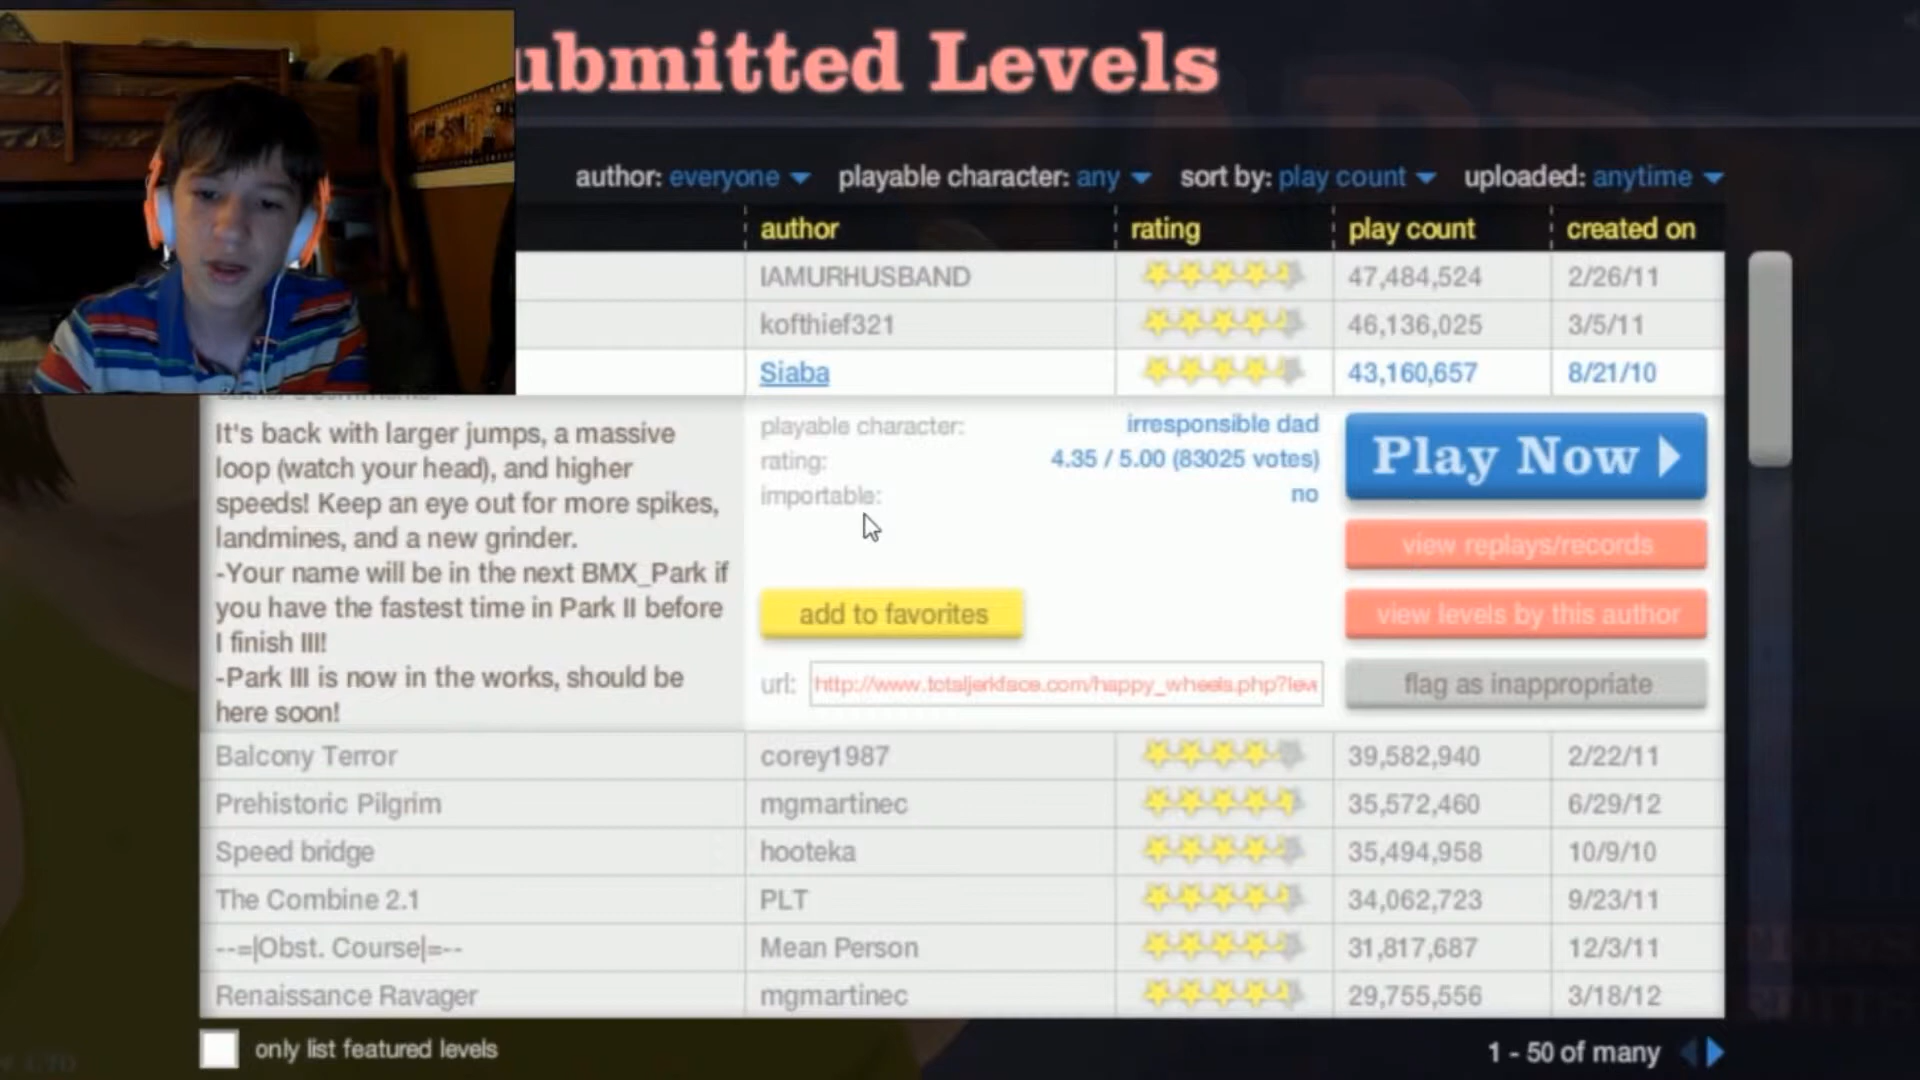 ubmitted Levels
author: everyone playable character: any sort by: play count uploaded: anytime
author rating play count created on
IAMURHUSBAND 47,484,524 2/26/11
kofthief321 46,136,025 3/5/11
Siaba 43,160,657 8/21/10
It's back with larger jumps, a massive
loop (watch your head), and higher
speeds! Keep an eye out for more spikes,
landmines, and a new grinder.
-Your name will be in the next BMX_Park if
you have the fastest time in Park II before
I finish III!
-Park III is now in the works, should be
here soon!
playable character: irresponsible dad
rating: 4.35 / 5.00 (83025 votes)
importable: no
add to favorites
url: http://www.totaljerkface.com/happy_wheels.php?lev
Play Now
view replays/records
view levels by this author
flag as inappropriate
Balcony Terror corey1987 39,582,940 2/22/11
Prehistoric Pilgrim mgmartinec 35,572,460 6/29/12
Speed bridge hooteka 35,494,958 10/9/10
The Combine 2.1 PLT 34,062,723 9/23/11
--=|Obst. Course|=-- Mean Person 31,817,687 12/3/11
Renaissance Ravager mgmartinec 29,755,556 3/18/12
only list featured levels 1 - 50 of many